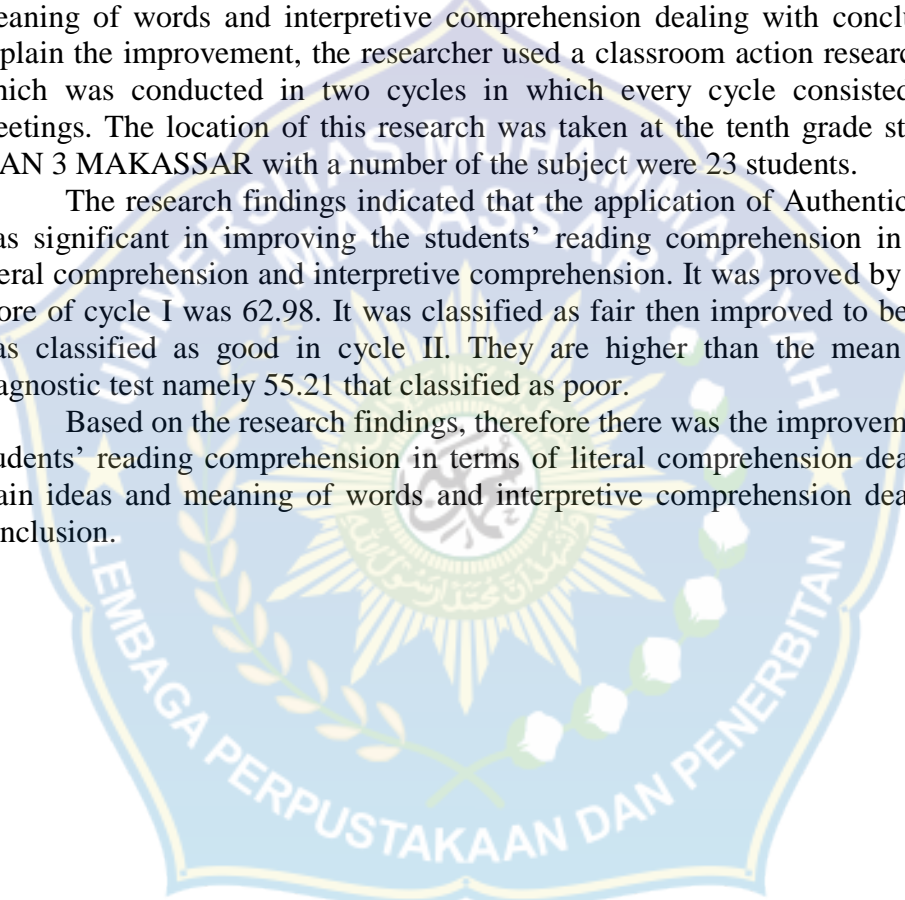 eaning of words and interpretive comprehension dealing with conclu
plain the improvement, the researcher used a classroom action researc
hich was conducted in two cycles in which every cycle consisted
eetings. The location of this research was taken at the tenth grade st
AN 3 MAKASSAR with a number of the subject were 23 students.
The research findings indicated that the application of Authentic
as significant in improving the students’ reading comprehension in
eral comprehension and interpretive comprehension. It was proved by
ore of cycle I was 62.98. It was classified as fair then improved to be
as classified as good in cycle II. They are higher than the mean
agnostic test namely 55.21 that classified as poor.
Based on the research findings, therefore there was the improvem
udents’ reading comprehension in terms of literal comprehension dea
ain ideas and meaning of words and interpretive comprehension dea
nclusion.
UNIVERSITAS MUHAMMADIYAH
MAKASSAR
LEMBAGA PERPUSTAKAAN DAN PENERBITAN